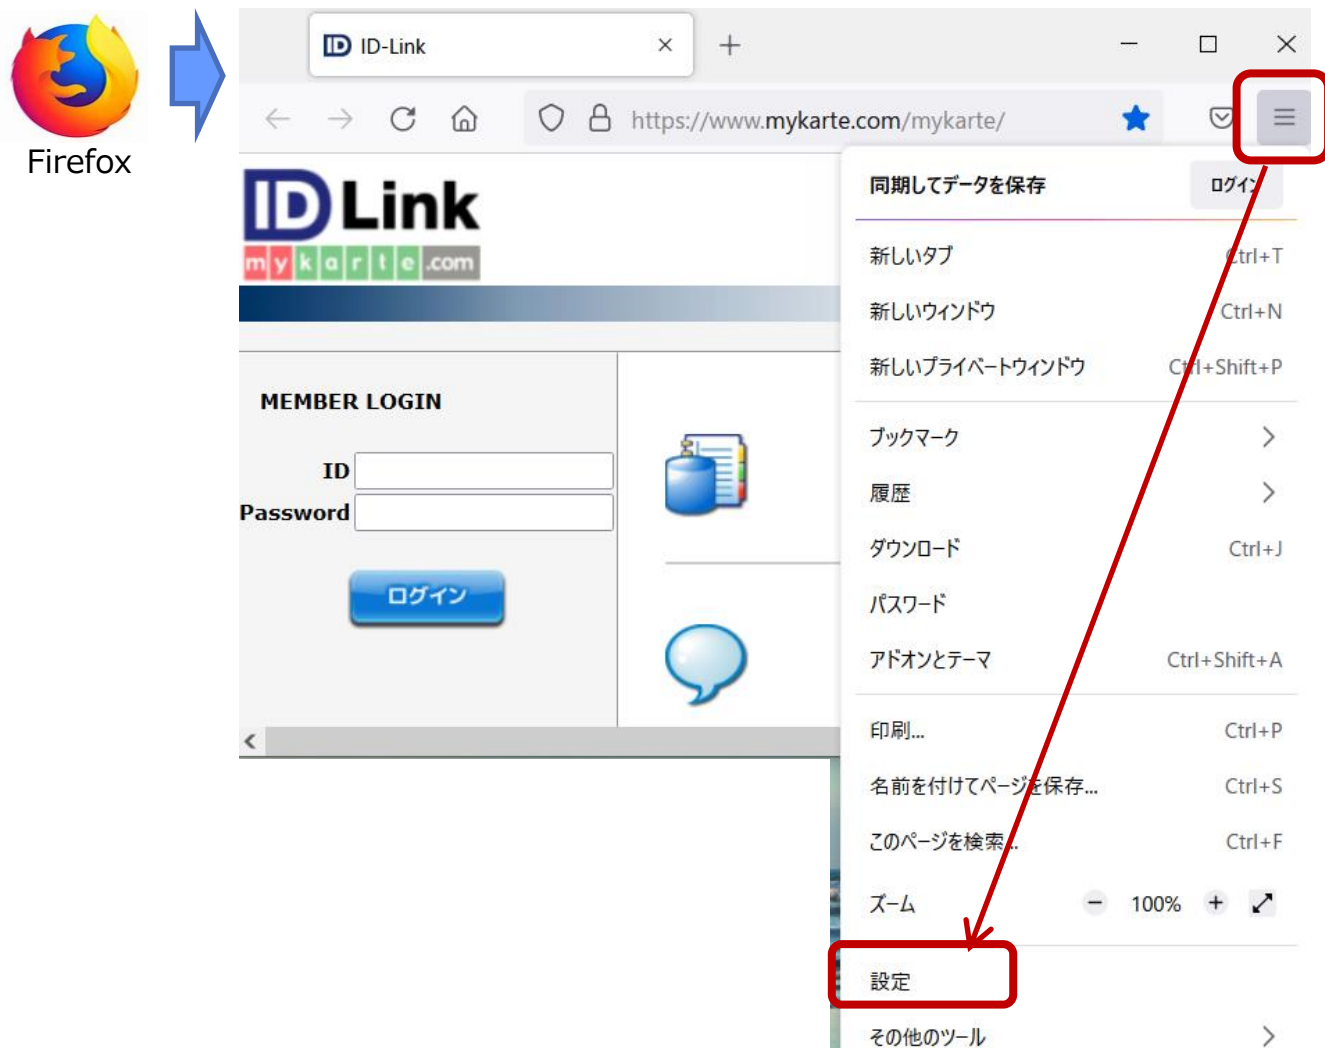 Firefox
ID ID-Link
https://www.mykarte.com/mykarte/
ID Link
mykarte.com
MEMBER LOGIN
ID
Password
ログイン
同期してデータを保存 ログイン
新しいタブ Ctrl+T
新しいウィンドウ Ctrl+N
新しいプライベートウィンドウ Ctrl+Shift+P
ブックマーク
履歴
ダウンロード Ctrl+J
パスワード
アドオンとテーマ Ctrl+Shift+A
印刷... Ctrl+P
名前を付けてページを保存... Ctrl+S
このページを検索... Ctrl+F
ズーム − 100% +
設定
その他のツール